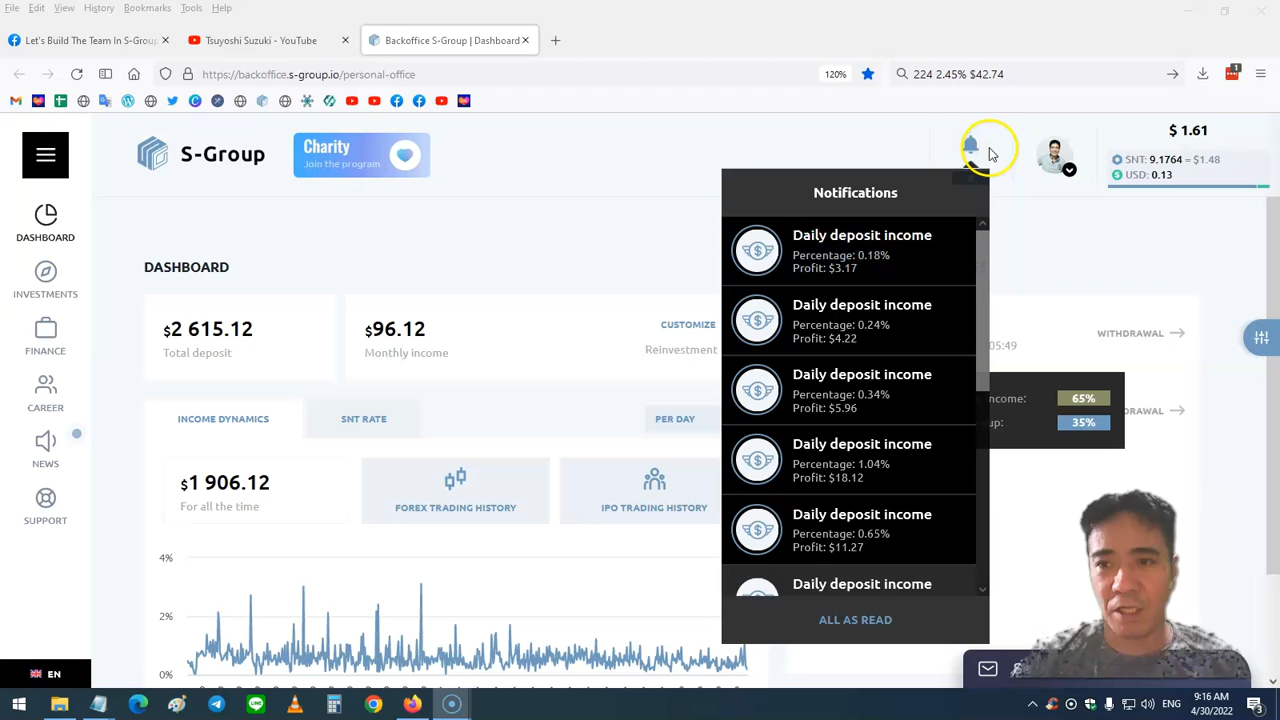 File Edit View History Bookmarks Tools Help
Let's Build The Team In S-Group
Tsuyoshi Suzuki - YouTube
Backoffice S-Group | Dashboard
https://backoffice.s-group.io/personal-office
120%
224 2.45% $42.74
1
S-Group
Charity
Join the program
$ 1.61
SNT: 9.1764 = $1.48
USD: 0.13
Notifications
Daily deposit income
Percentage: 0.18%
Profit: $3.17
Daily deposit income
Percentage: 0.24%
Profit: $4.22
Daily deposit income
Percentage: 0.34%
Profit: $5.96
Daily deposit income
Percentage: 1.04%
Profit: $18.12
Daily deposit income
Percentage: 0.65%
Profit: $11.27
Daily deposit income
ALL AS READ
DASHBOARD
INVESTMENTS
FINANCE
CAREER
NEWS
SUPPORT
EN
DASHBOARD
$2 615.12
Total deposit
$96.12
Monthly income
CUSTOMIZE
Reinvestment
05:49
WITHDRAWAL
DRAWAL
ncome: 65%
up: 35%
INCOME DYNAMICS
SNT RATE
PER DAY
$1 906.12
For all the time
FOREX TRADING HISTORY
IPO TRADING HISTORY
4%
2%
0%
ENG
9:16 AM
4/30/2022
3